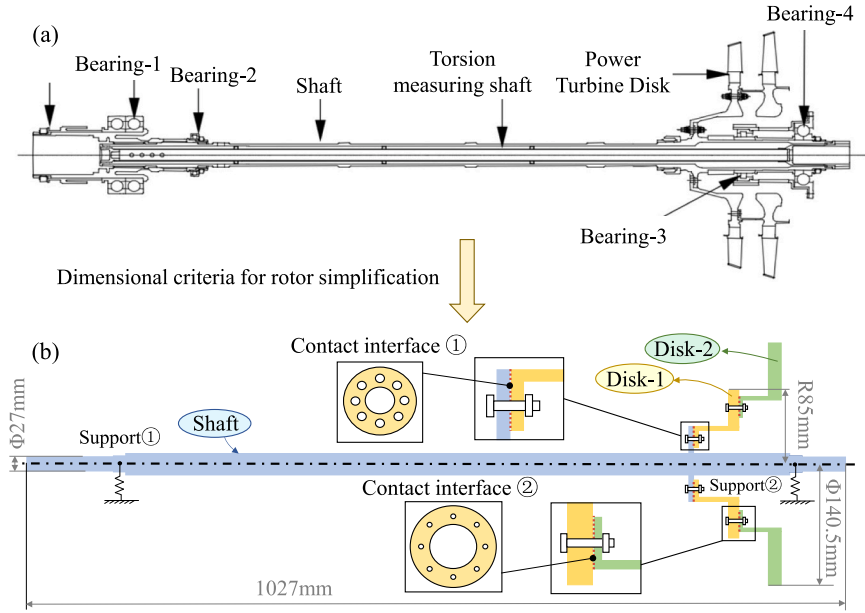 (a)
Bearing-1
Bearing-2
Shaft
Torsion
measuring shaft
Power
Turbine Disk
Bearing-4
Bearing-3
Dimensional criteria for rotor simplification
(b)
Contact interface ①
Disk-2
Disk-1
Φ27mm
Support①
Shaft
R85mm
Contact interface ②
Support②
Φ140.5mm
1027mm